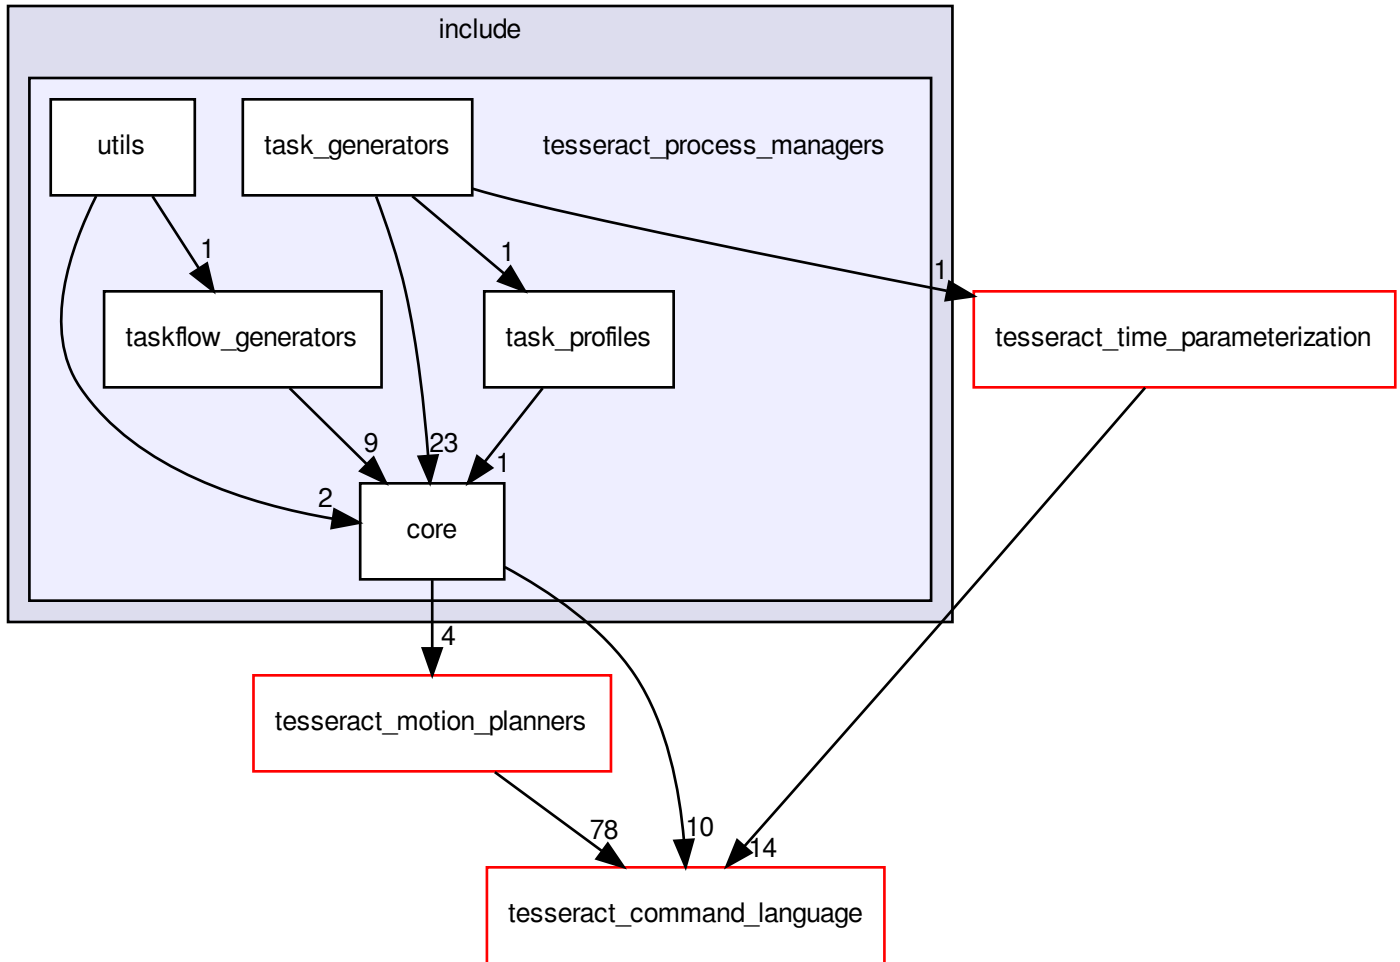 include
utils
task_generators
tesseract_process_managers
1
1
1
taskflow_generators
task_profiles
tesseract_time_parameterization
9
23
1
2
core
4
tesseract_motion_planners
78
10
14
tesseract_command_language